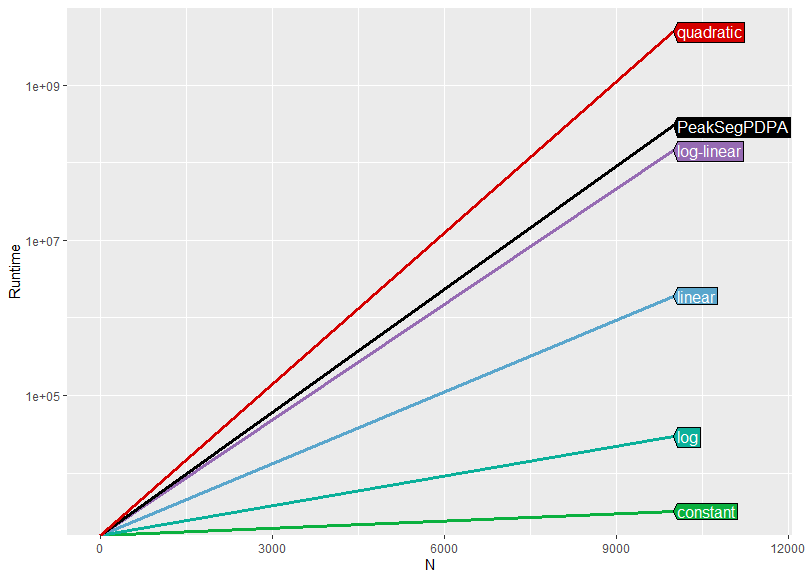 quadratic
1e+09
PeakSegPDPA
log-linear
1e+07
Runtime
linear
1e+05
log
constant
0 3000 6000 9000 12000
N